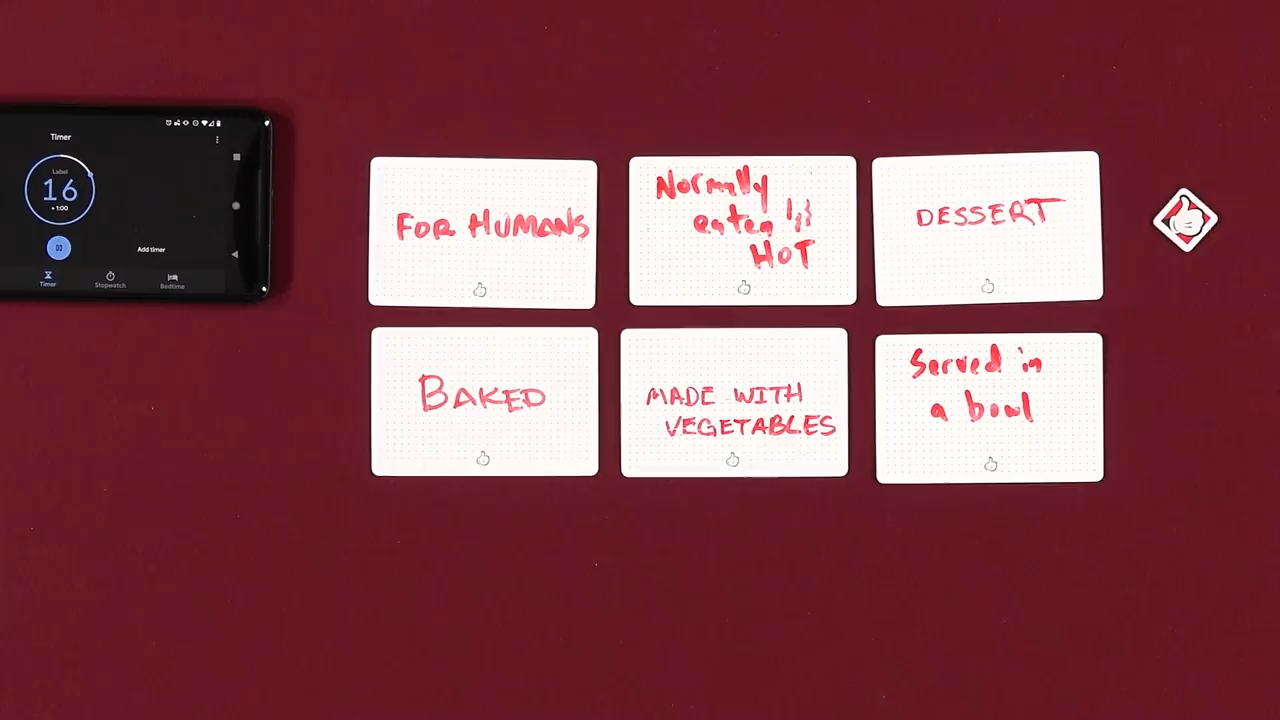 Timer
Label
16
+1:00
Add timer
Timer
Stopwatch
Bedtime
FOR HUMANS
Normally
eaten
HOT
DESSERT
BAKED
MADE WITH
VEGETABLES
Served in
a bowl